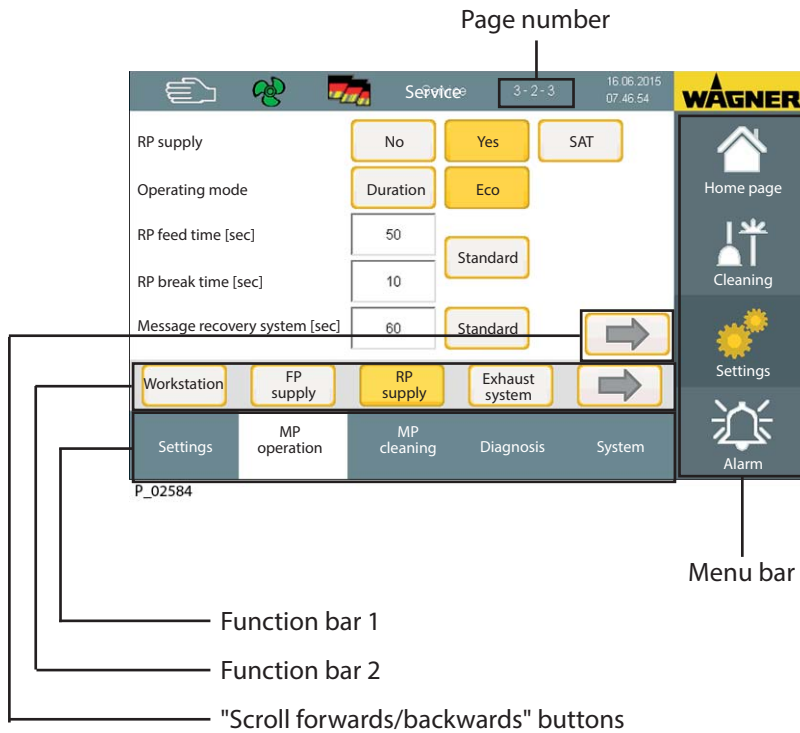 Page number
Service
3 - 2 - 3
16.06.2015
07.46.54
WAGNER
RP supply
No
Yes
SAT
Operating mode
Duration
Eco
RP feed time [sec]
50
Standard
RP break time [sec]
10
Message recovery system [sec]
60
Standard
Home page
Cleaning
Settings
Alarm
Workstation
FP
supply
RP
supply
Exhaust
system
Settings
MP
operation
MP
cleaning
Diagnosis
System
P_02584
Menu bar
Function bar 1
Function bar 2
"Scroll forwards/backwards" buttons